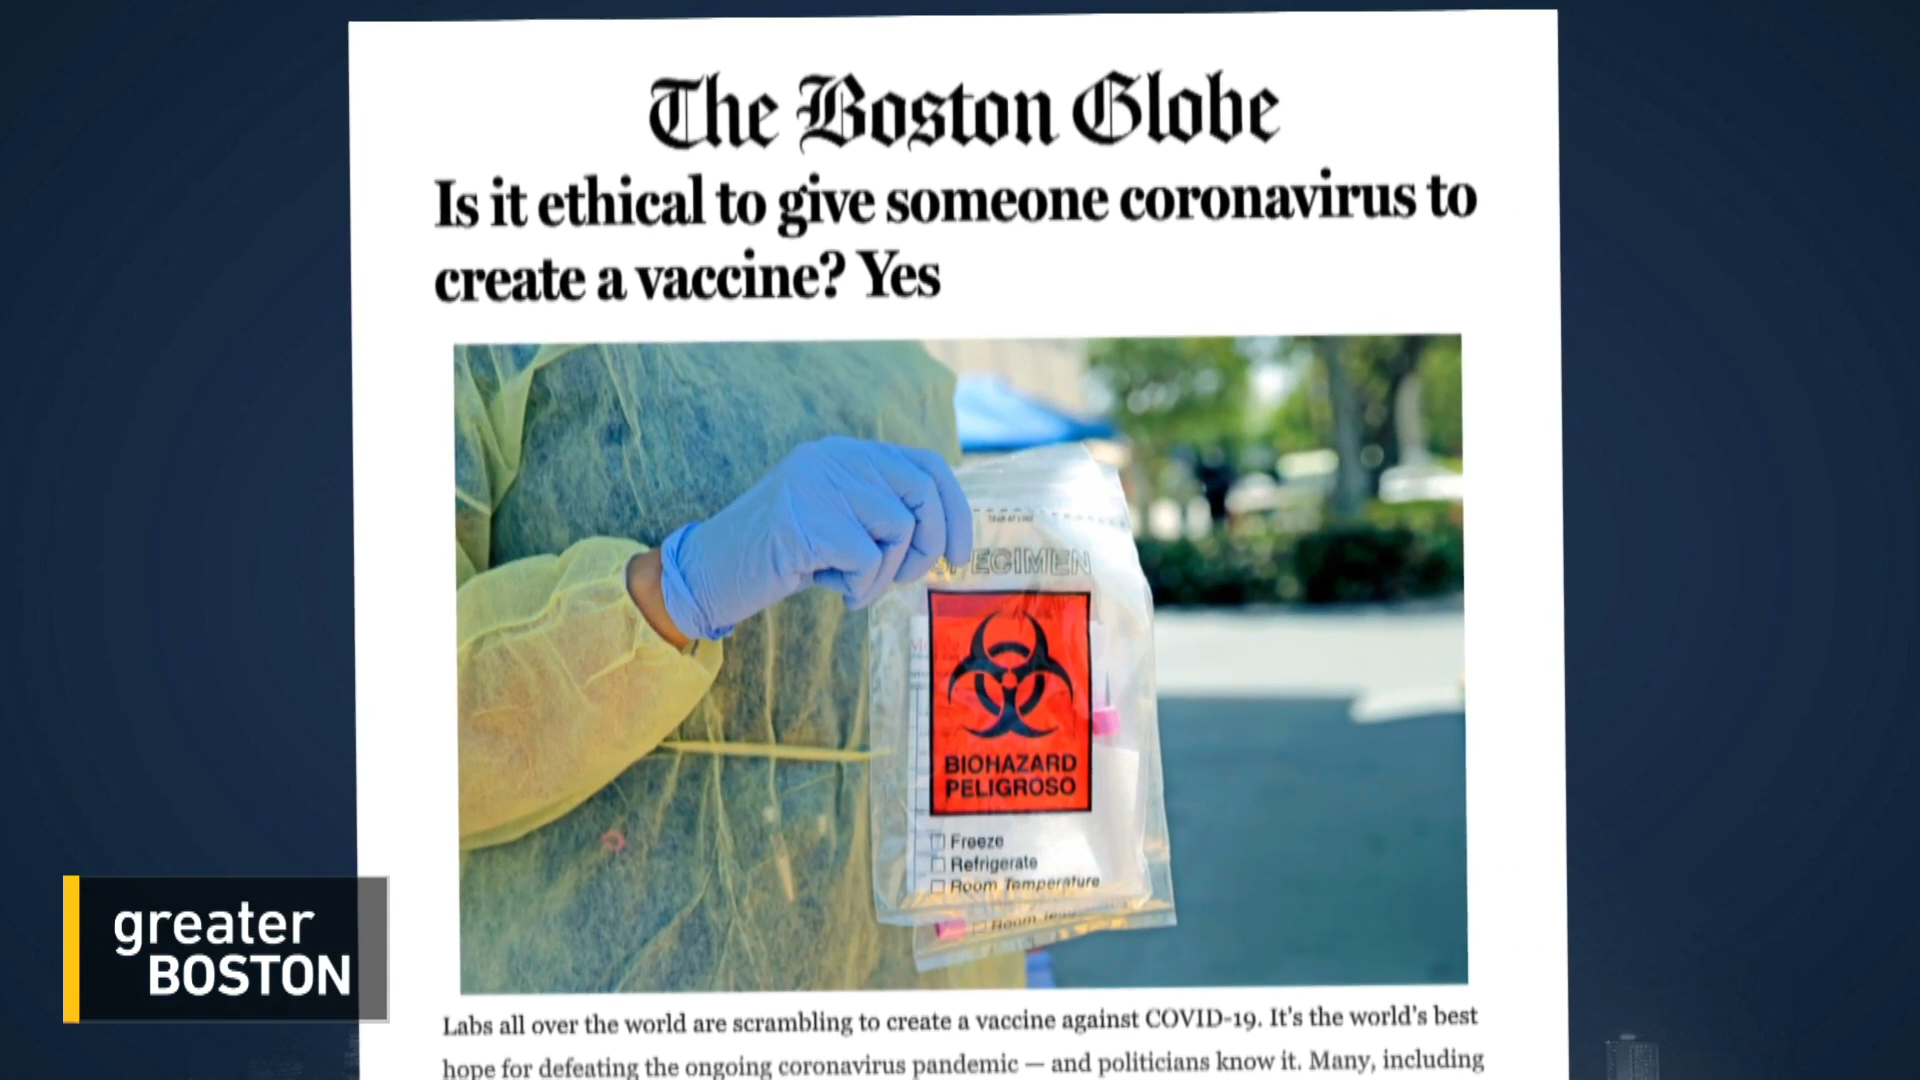 The Boston Globe
Is it ethical to give someone coronavirus to
create a vaccine? Yes
SPECIMEN
BIOHAZARD
PELIGROSO
Freeze
Refrigerate
Room Temperature
Room
greater
BOSTON
Labs all over the world are scrambling to create a vaccine against COVID-19. It's the world's best
hope for defeating the ongoing coronavirus pandemic — and politicians know it. Many, including